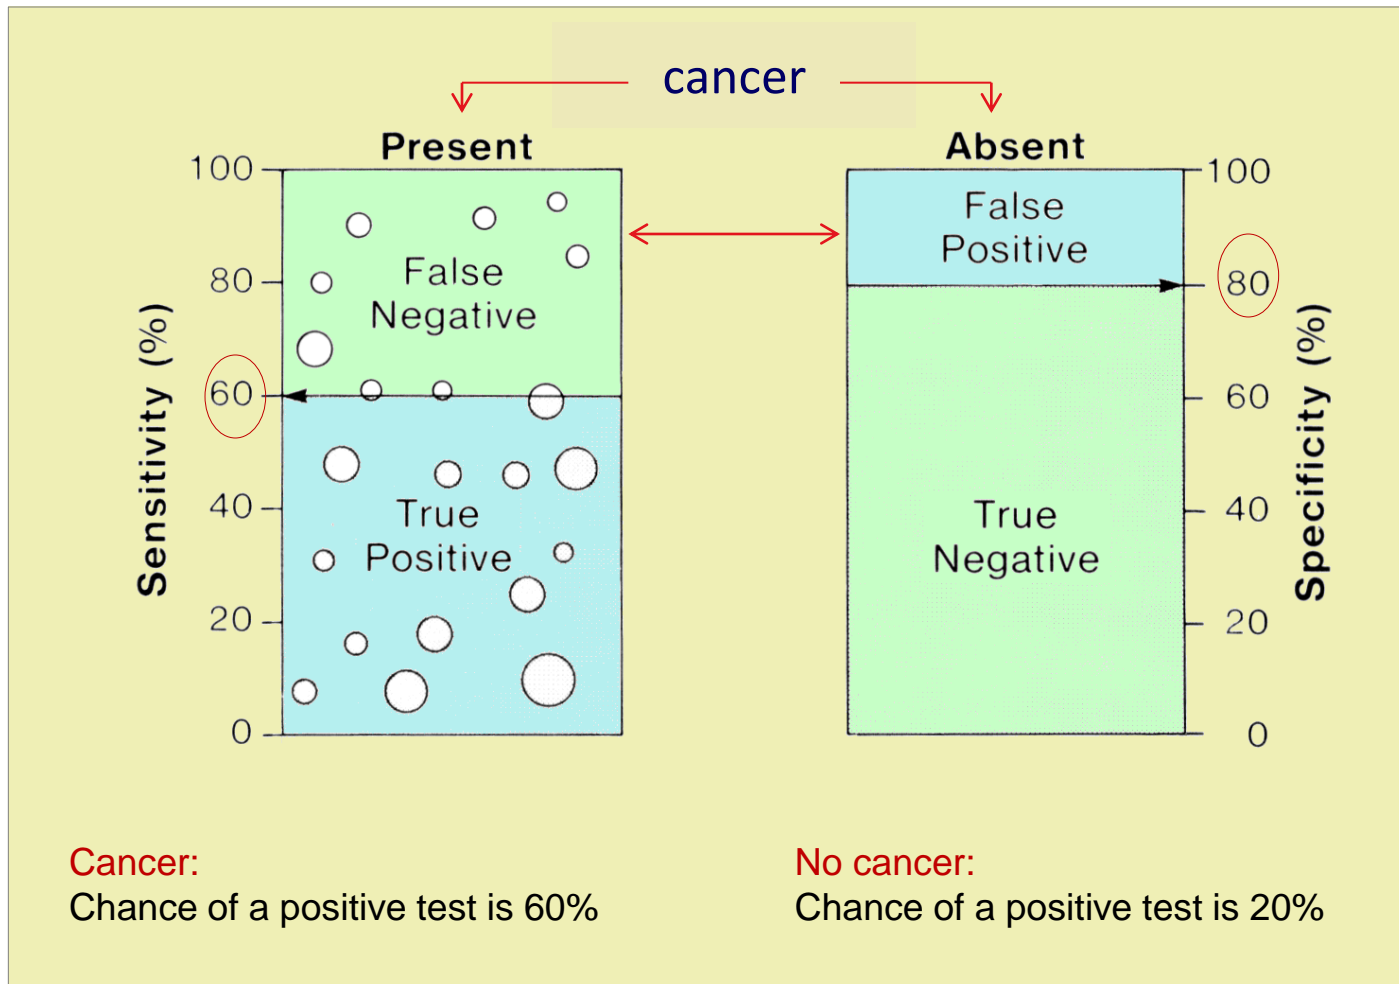 cancer
Present
Absent
Sensitivity (%)
100
80
60
40
20
0
False
Negative
True
Positive
False
Positive
True
Negative
100
80
60
40
20
0
Specificity (%)
Cancer:
Chance of a positive test is 60%
No cancer:
Chance of a positive test is 20%